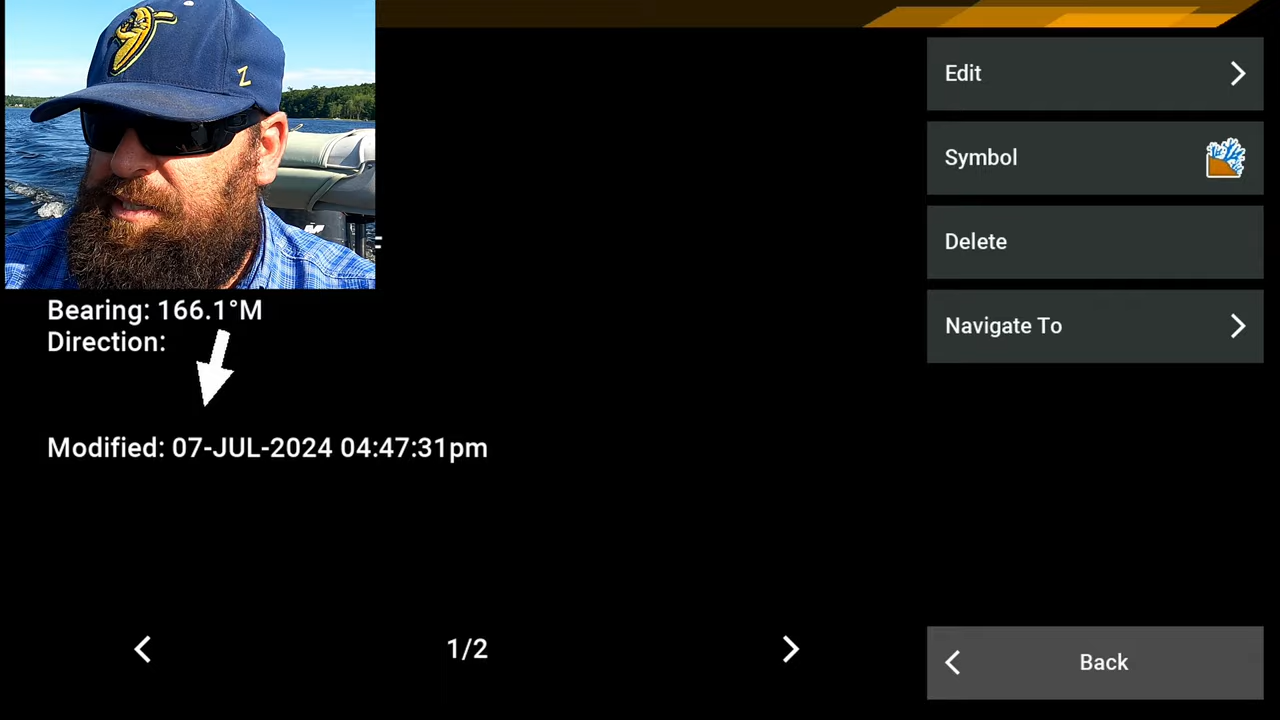 Z
Edit
Symbol
Delete
Navigate To
Bearing: 166.1°M
Direction:
Modified: 07-JUL-2024 04:47:31pm
1/2
Back